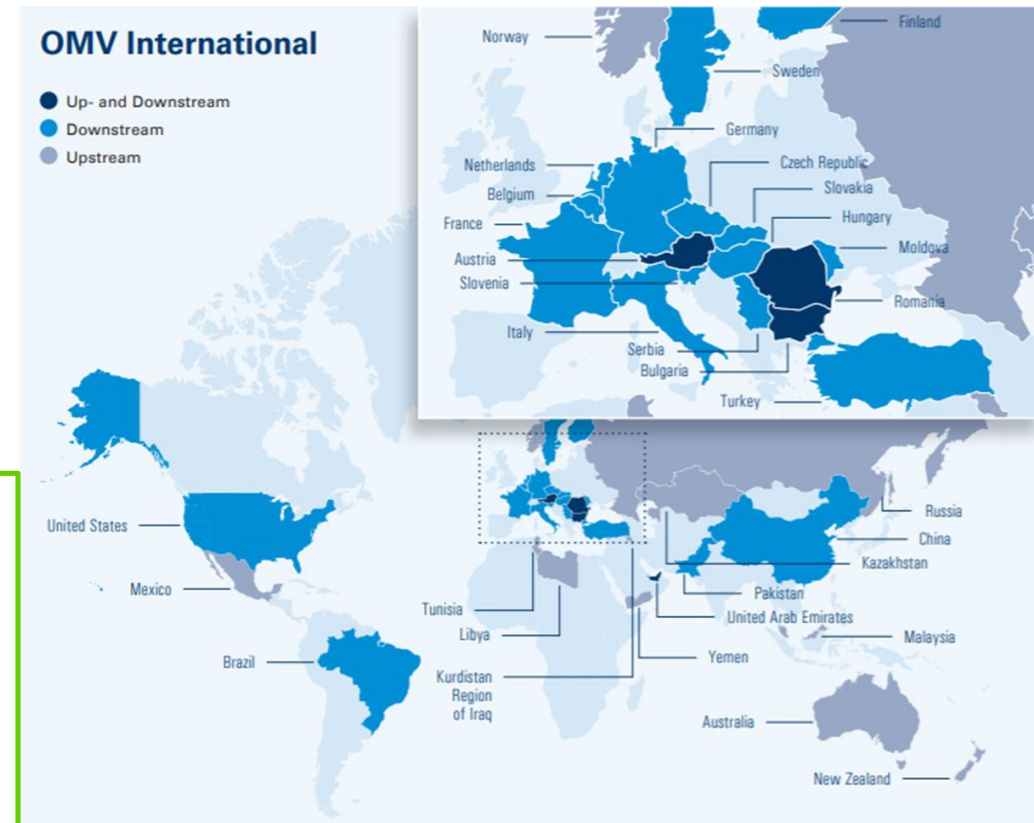 OMV International
Up- and Downstream
Downstream
Upstream
Norway
Finland
Sweden
Germany
Netherlands
Czech Republic
Belgium
Slovakia
France
Hungary
Austria
Moldova
Slovenia
Romania
Italy
Serbia
Bulgaria
Turkey
United States
Russia
China
Kazakhstan
Mexico
Pakistan
Tunisia
United Arab Emirates
Libya
Malaysia
Brazil
Yemen
Kurdistan
Region
of Iraq
Australia
New Zealand